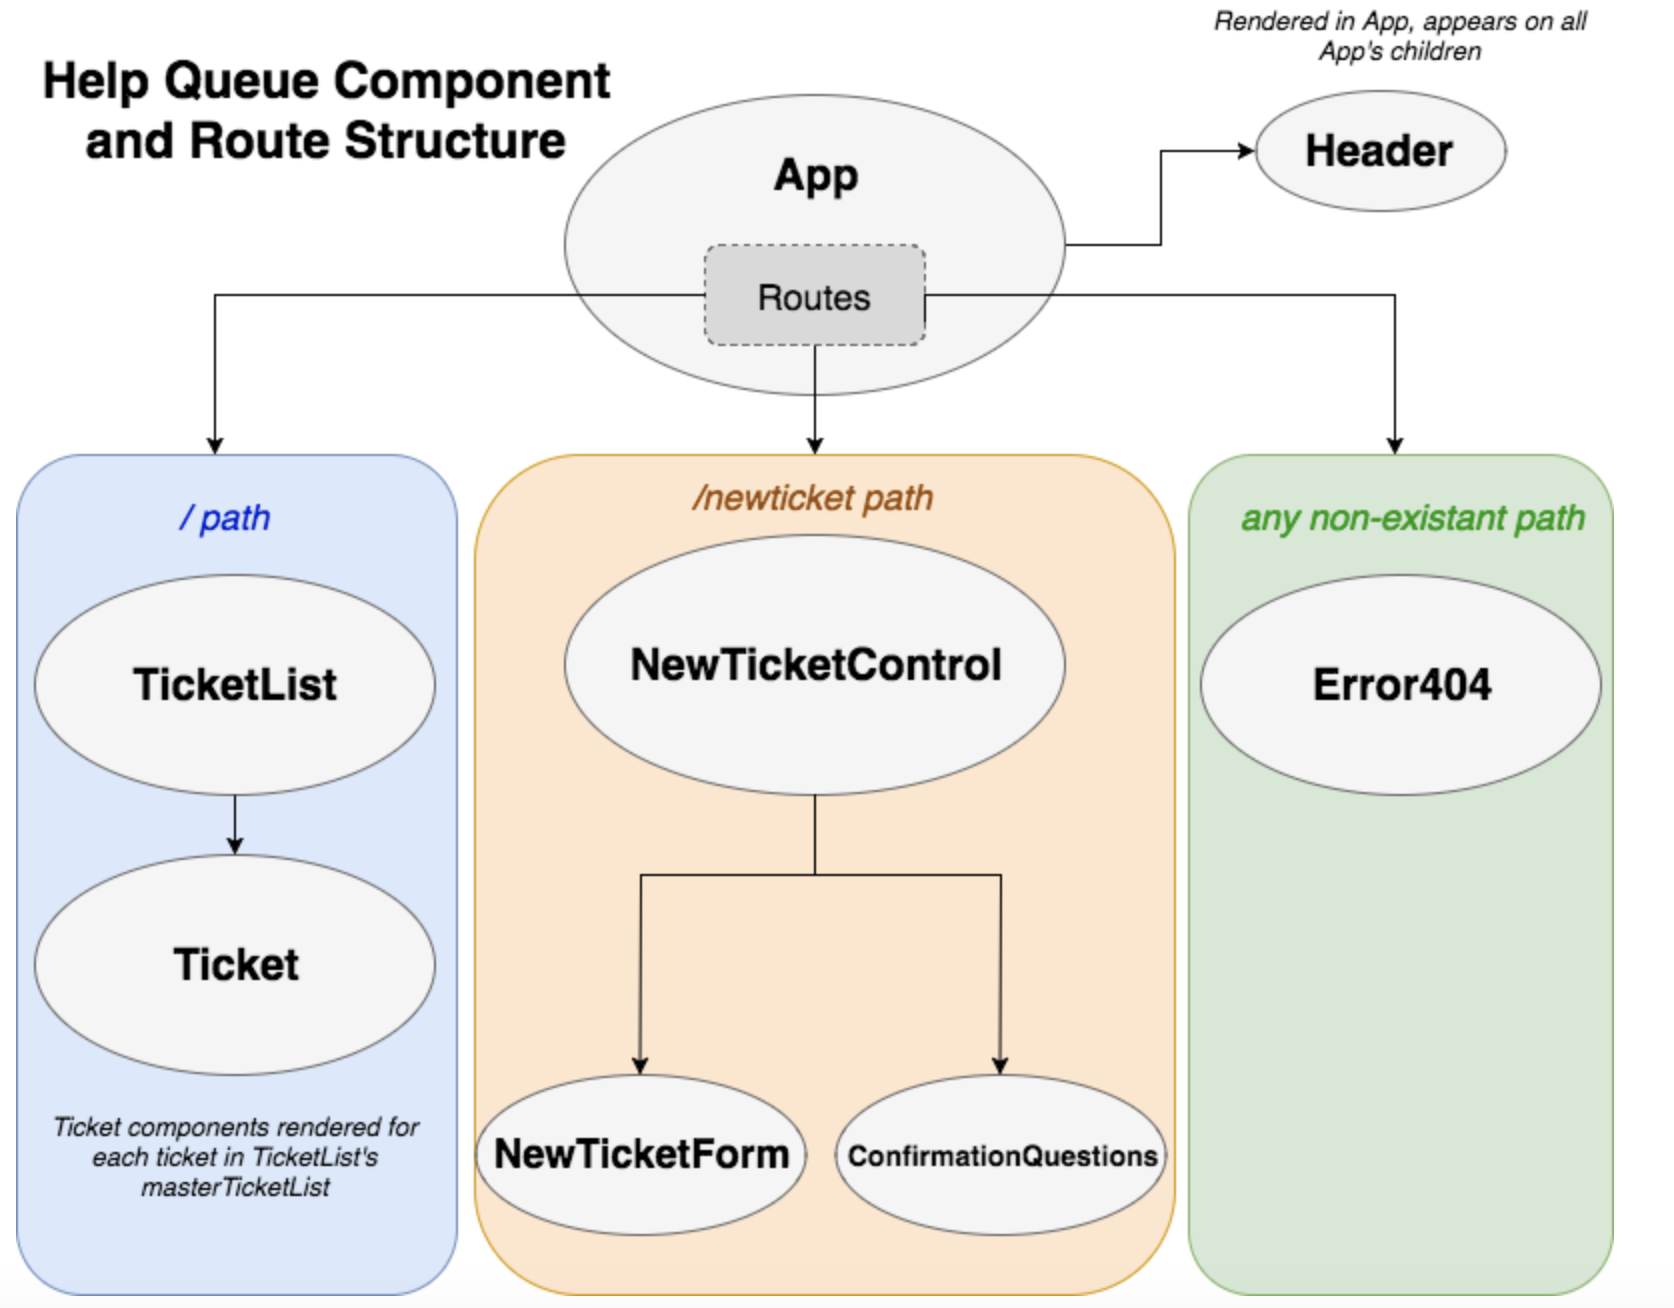 Help Queue Component
and Route Structure
Rendered in App, appears on all
App's children
App
Header
Routes
/ path
TicketList
Ticket
Ticket components rendered for
each ticket in TicketList's
masterTicketList
/newticket path
NewTicketControl
NewTicketForm
ConfirmationQuestions
any non-existant path
Error404